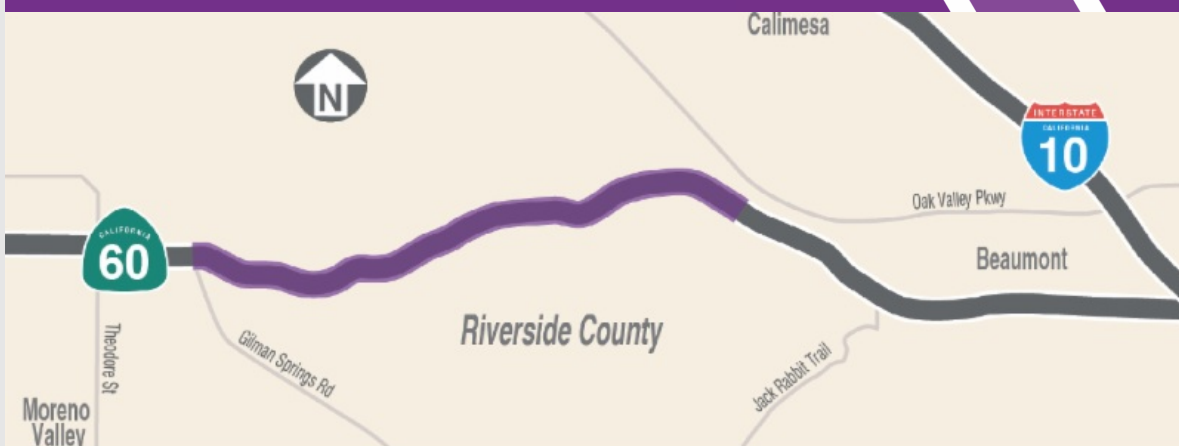 Calimesa
N
INTERSTATE
CALIFORNIA
10
Oak Valley Pkwy
CALIFORNIA
60
Beaumont
Theodore St
Gilman Springs Rd
Riverside County
Jack Rabbit Trail
Moreno
Valley